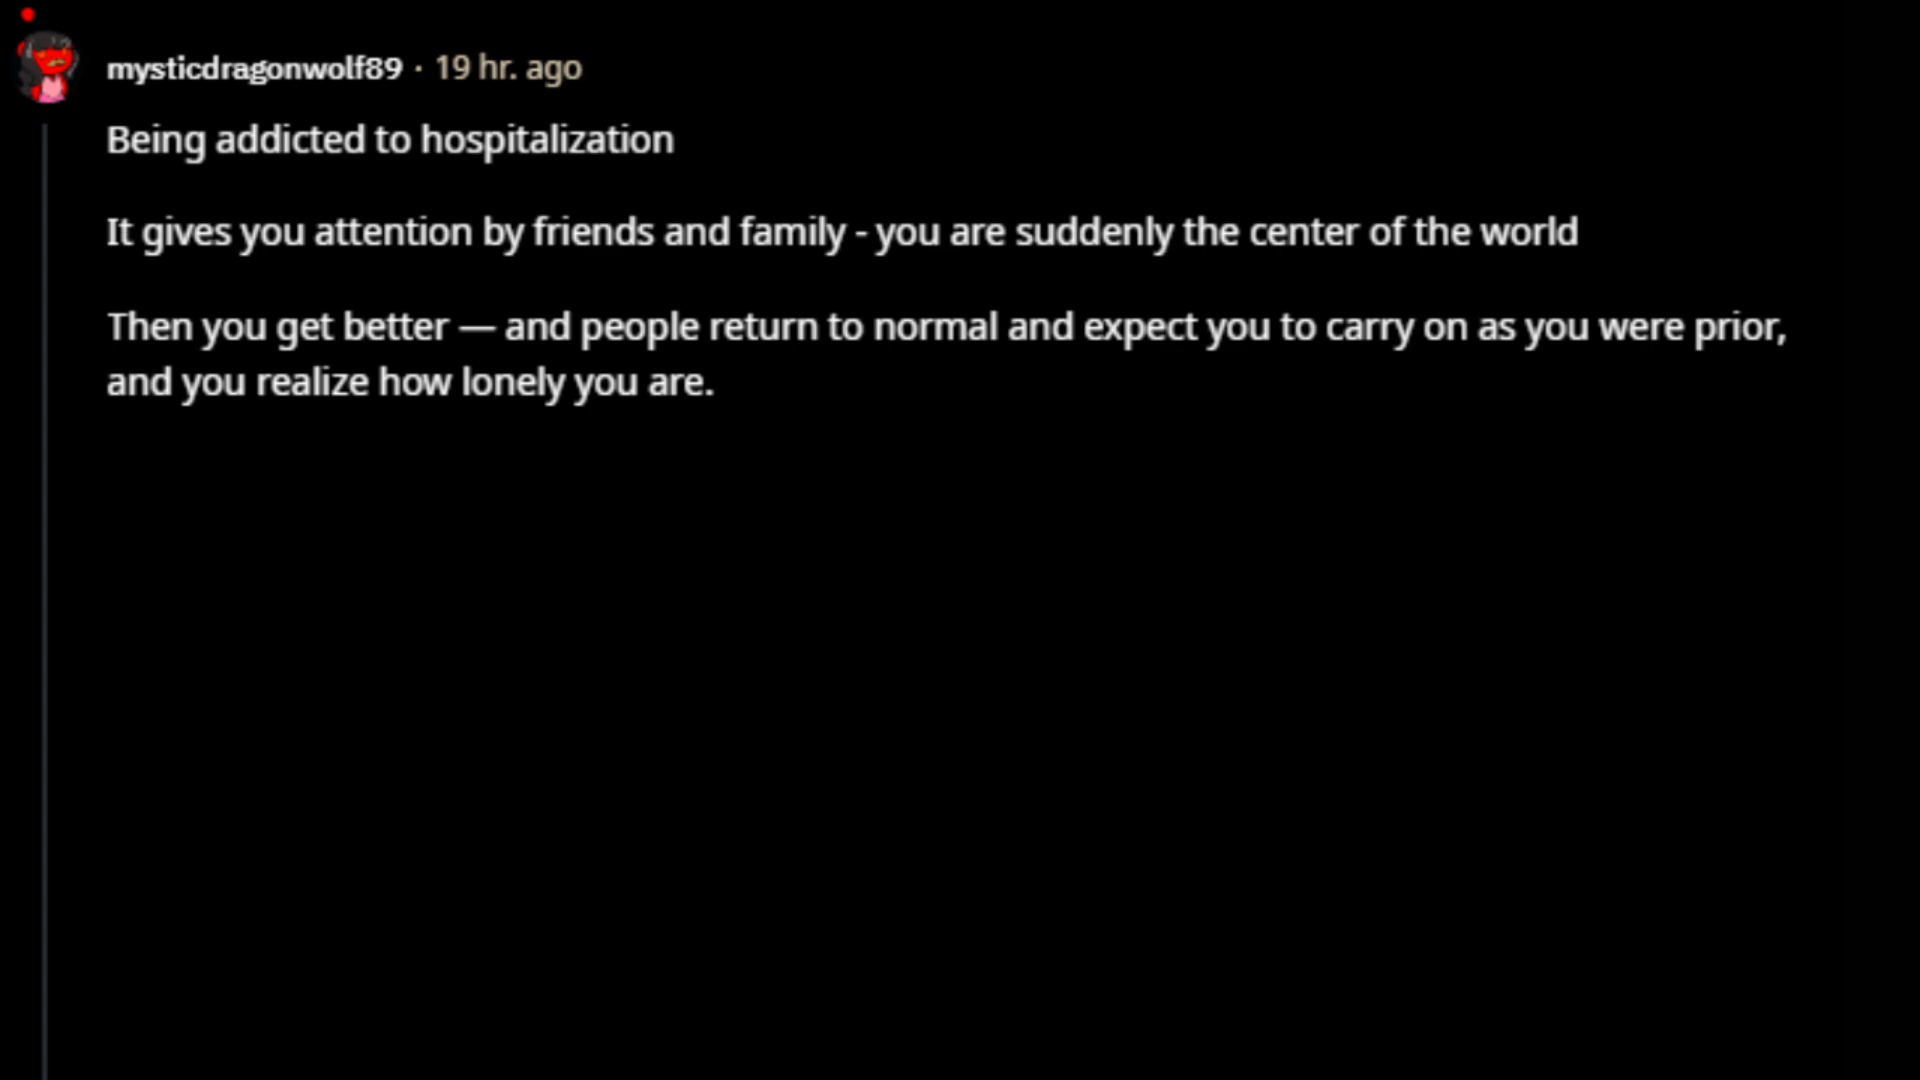 mysticdragonwolf89 · 19 hr. ago
Being addicted to hospitalization
It gives you attention by friends and family - you are suddenly the center of the world
Then you get better — and people return to normal and expect you to carry on as you were prior,
and you realize how lonely you are.